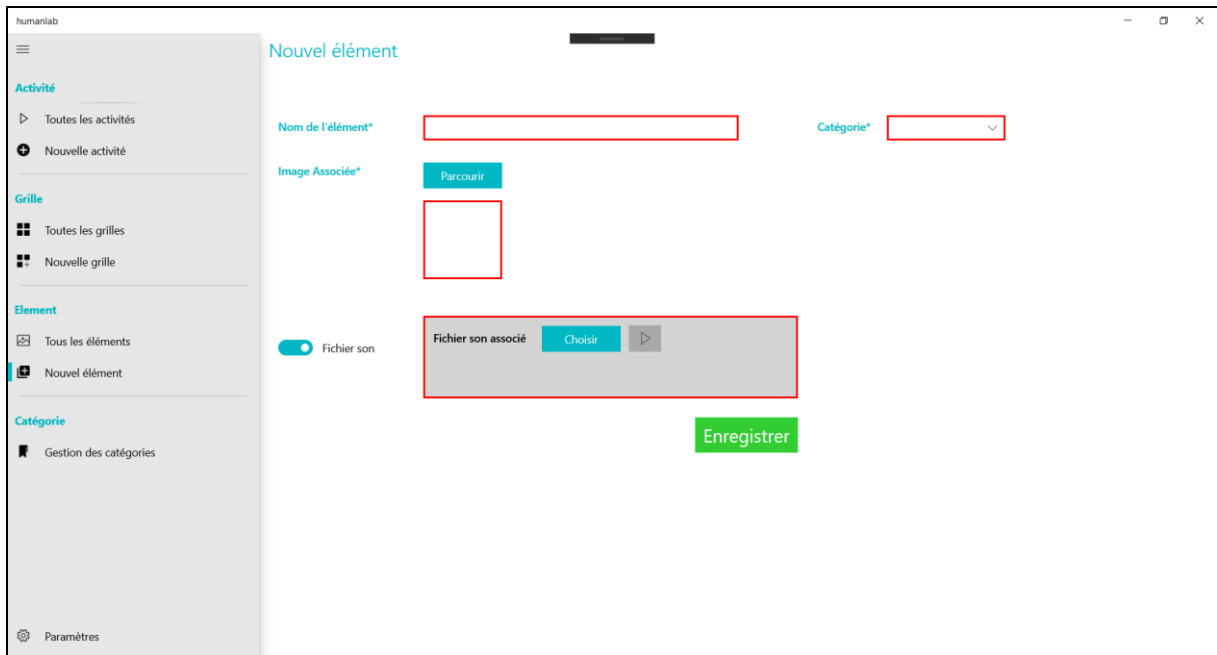 humanlab
Nouvel élément
Activité
Toutes les activités
Nouvelle activité
Grille
Toutes les grilles
Nouvelle grille
Element
Tous les éléments
Nouvel élément
Catégorie
Gestion des catégories
Paramètres
Nom de l'élément*
Catégorie*
Image Associée*
Parcourir
Fichier son
Fichier son associé
Choisir
Enregistrer